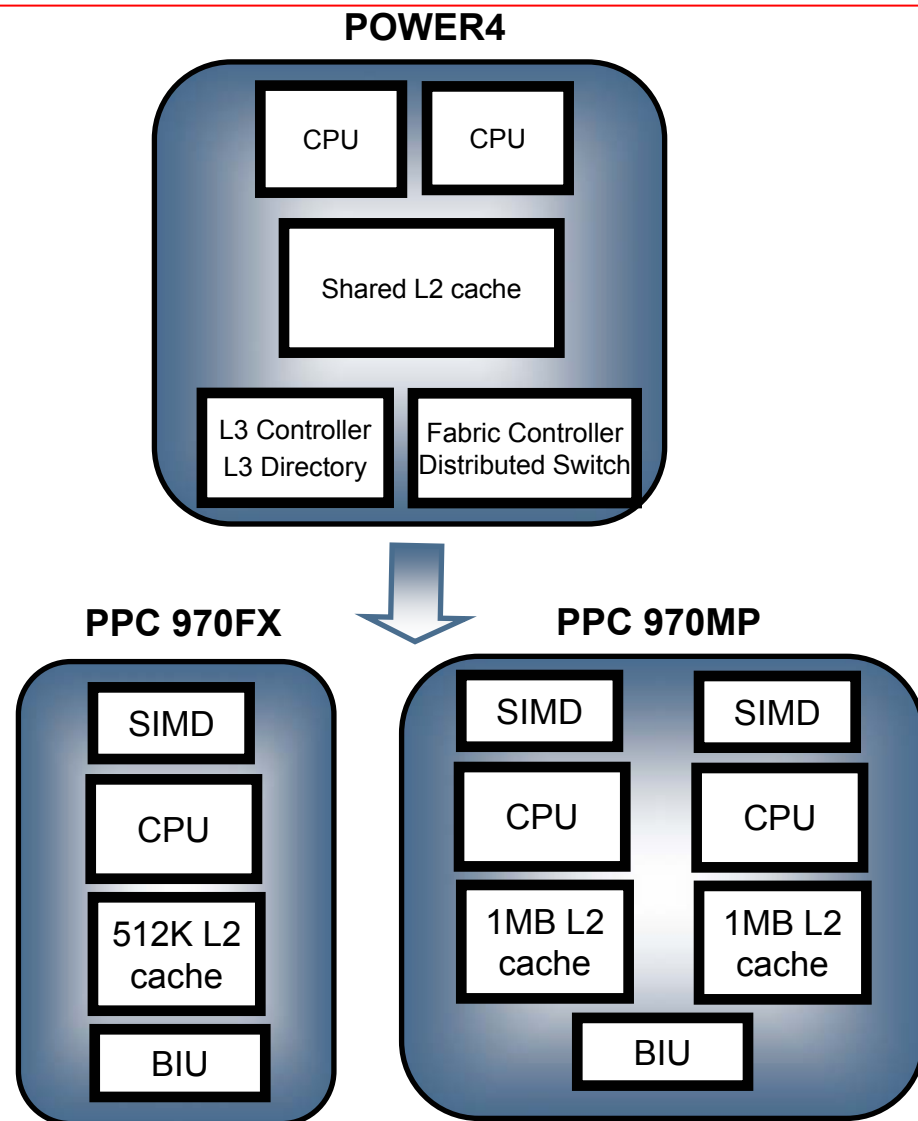 POWER4
CPU
CPU
Shared L2 cache
L3 Controller
L3 Directory
Fabric Controller
Distributed Switch
PPC 970FX
SIMD
CPU
512K L2
cache
BIU
PPC 970MP
SIMD
SIMD
CPU
CPU
1MB L2
cache
1MB L2
cache
BIU